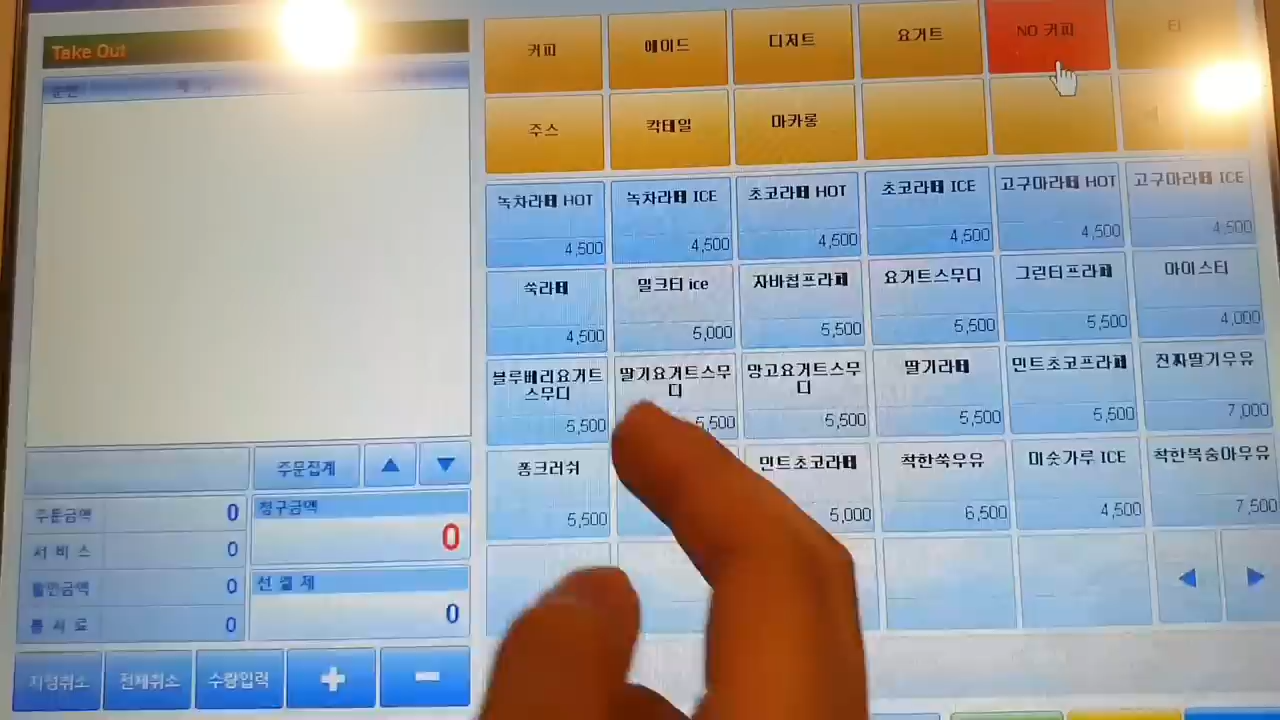 Take Out
커피
에이드
디저트
요거트
NO 커피
티
주스
칵테일
마카롱
녹차라떼 HOT
4,500
녹차라떼 ICE
4,500
초코라떼 HOT
4,500
초코라떼 ICE
4,500
고구마라떼 HOT
4,500
고구마라떼 ICE
4,500
쑥라떼
4,500
밀크티 ice
5,000
자바칩프라페
5,500
요거트스무디
5,500
그린티프라페
5,500
아이스티
4,000
블루베리요거트
스무디
5,500
딸기요거트스무
디
5,500
망고요거트스무
디
5,500
딸기라떼
5,500
민트초코프라페
5,500
진짜딸기우유
7,000
퐁크러쉬
5,500
민트초코라떼
5,000
착한쑥우유
6,500
미숫가루 ICE
4,500
착한복숭아우유
7,500
주문집계
주문금액
0
서 비 스
0
할인금액
0
봉 사 료
0
청구금액
0
선 결 제
0
지정취소
전체취소
수량입력
+
-